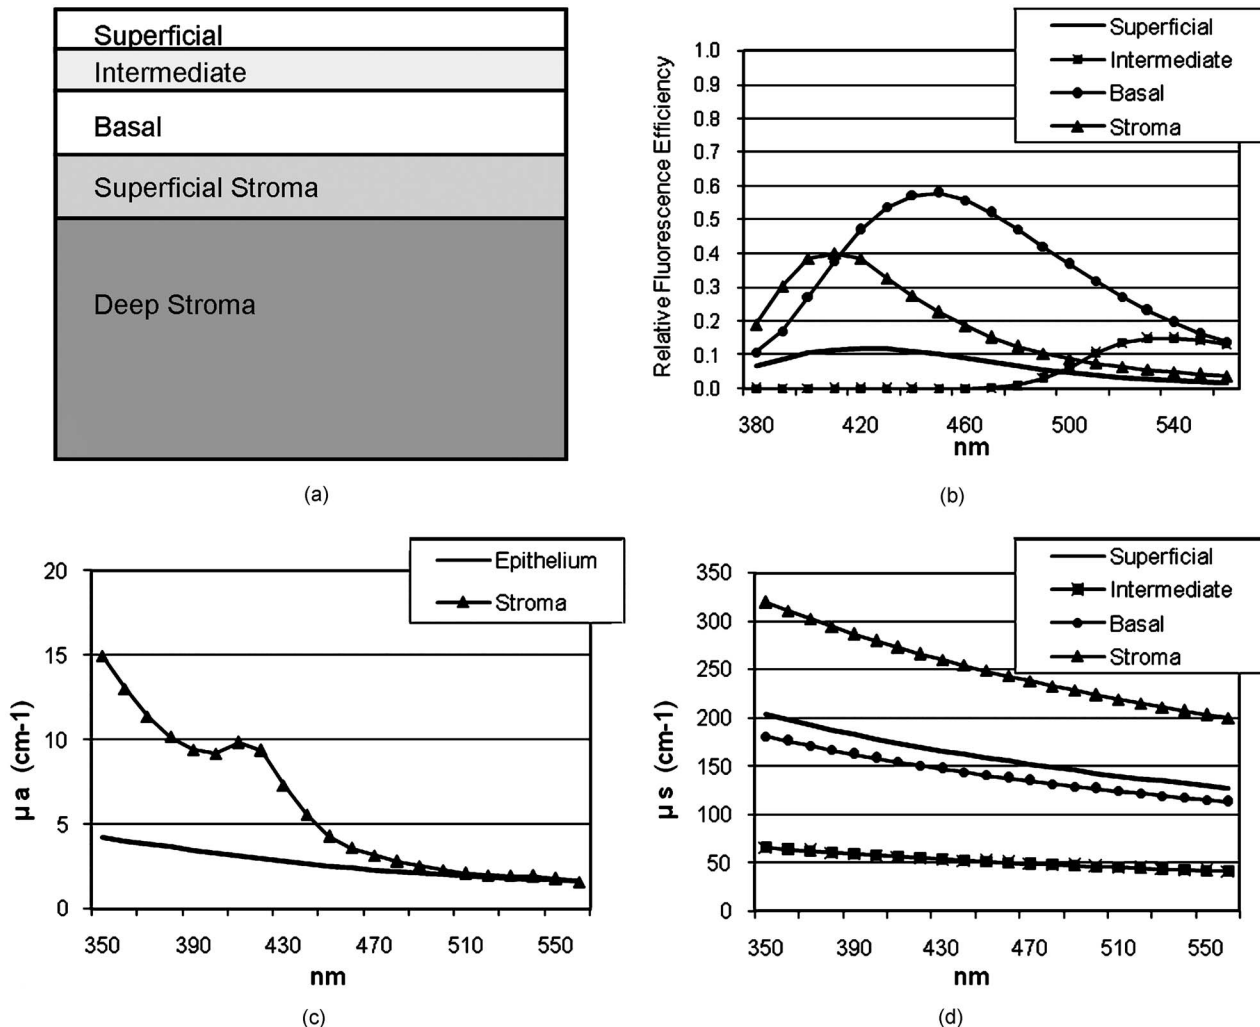 Superficial
Intermediate
Basal
Superficial Stroma
Deep Stroma
(a)
Superficial
Intermediate
Basal
Stroma
Relative Fluorescence Efficiency
1.0
0.9
0.8
0.7
0.6
0.5
0.4
0.3
0.2
0.1
0.0
380 420 460 500 540
nm
(b)
Epithelium
Stroma
μ a (cm-1)
20
15
10
5
0
350 390 430 470 510 550
nm
(c)
Superficial
Intermediate
Basal
Stroma
μ s (cm-1)
350
300
250
200
150
100
50
0
350 390 430 470 510 550
nm
(d)